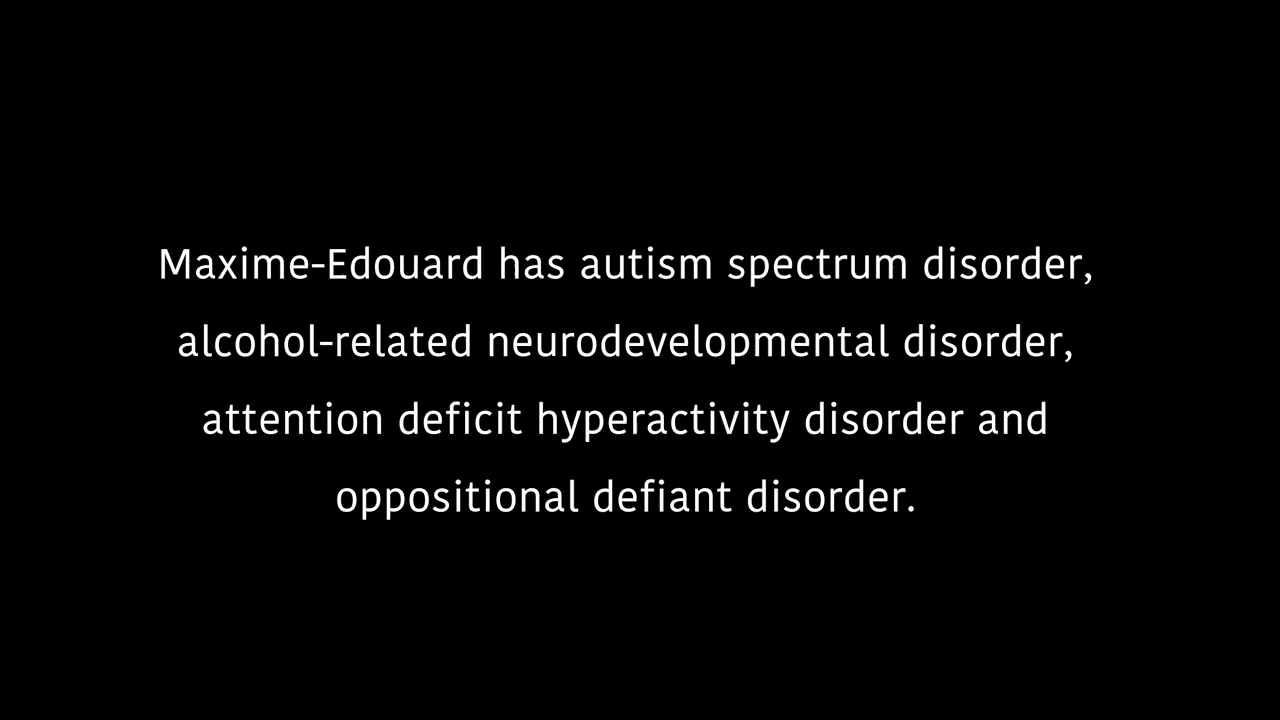 Maxime-Edouard has autism spectrum disorder,
alcohol-related neurodevelopmental disorder,
attention deficit hyperactivity disorder and
oppositional defiant disorder.